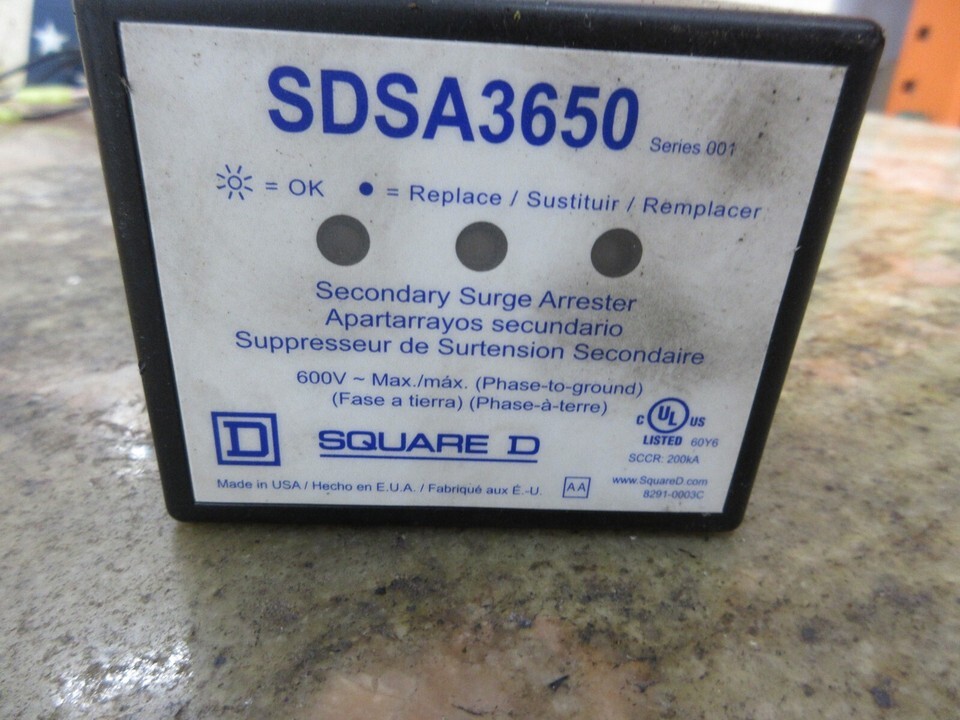 SDSA3650 Series 001
= OK ● = Replace / Sustituir / Remplacer
Secondary Surge Arrester
Apartarrayos secundario
Suppresseur de Surtension Secondaire
600V ~ Max./máx. (Phase-to-ground)
(Fase a tierra) (Phase-à-terre)
C UL US
LISTED 60Y6
SCCR: 200kA
D SQUARE D
Made in USA / Hecho en E.U.A. / Fabriqué aux É.-U. AA
www.SquareD.com
8291-0003C